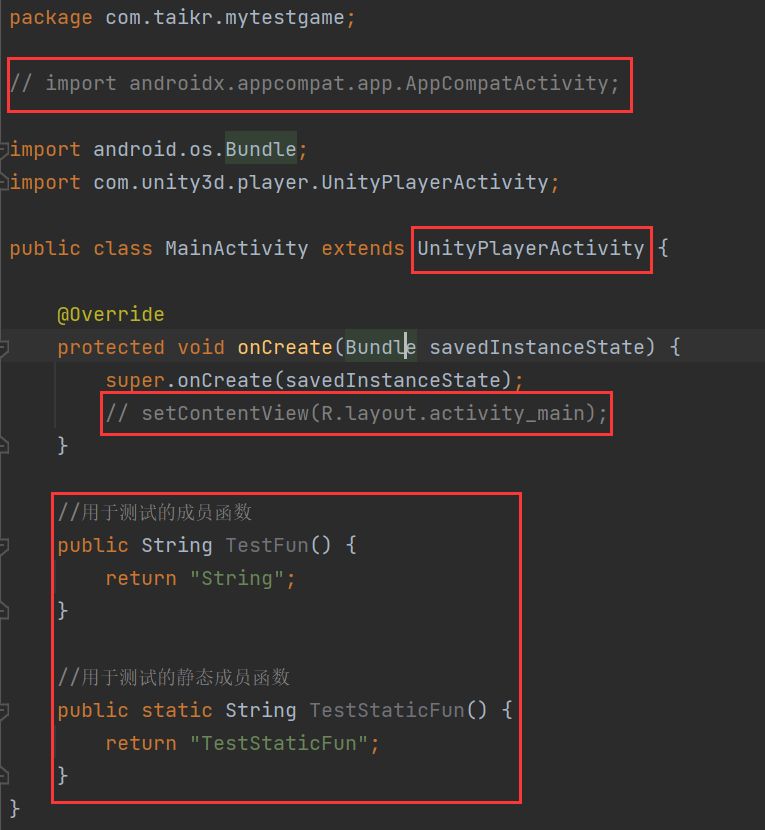 package com.taikr.mytestgame;
// import androidx.appcompat.app.AppCompatActivity;
import android.os.Bundle;
import com.unity3d.player.UnityPlayerActivity;
public class MainActivity extends UnityPlayerActivity {
@Override
protected void onCreate(Bundle savedInstanceState) {
super.onCreate(savedInstanceState);
// setContentView(R.layout.activity_main);
}
//用于测试的成员函数
public String TestFun() {
return "String";
}
//用于测试的静态成员函数
public static String TestStaticFun() {
return "TestStaticFun";
}
}